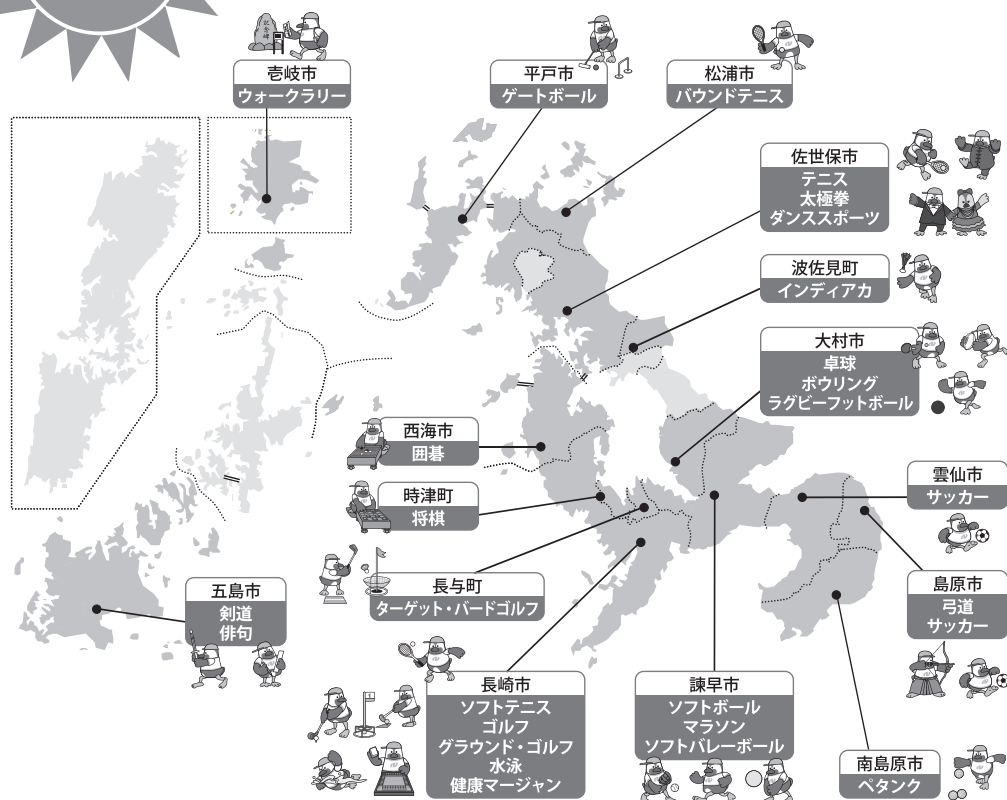 記念碑
壱岐市
ウォークラリー
平戸市
ゲートボール
松浦市
バウンドテニス
佐世保市
テニス
太極拳
ダンススポーツ
波佐見町
インディアカ
大村市
卓球
ボウリング
ラグビーフットボール
西海市
囲碁
時津町
将棋
長与町
ターゲット・バードゴルフ
雲仙市
サッカー
島原市
弓道
サッカー
五島市
剣道
俳句
長崎市
ソフトテニス
ゴルフ
グラウンド・ゴルフ
水泳
健康マージャン
諫早市
ソフトボール
マラソン
ソフトバレーボール
南島原市
ペタンク